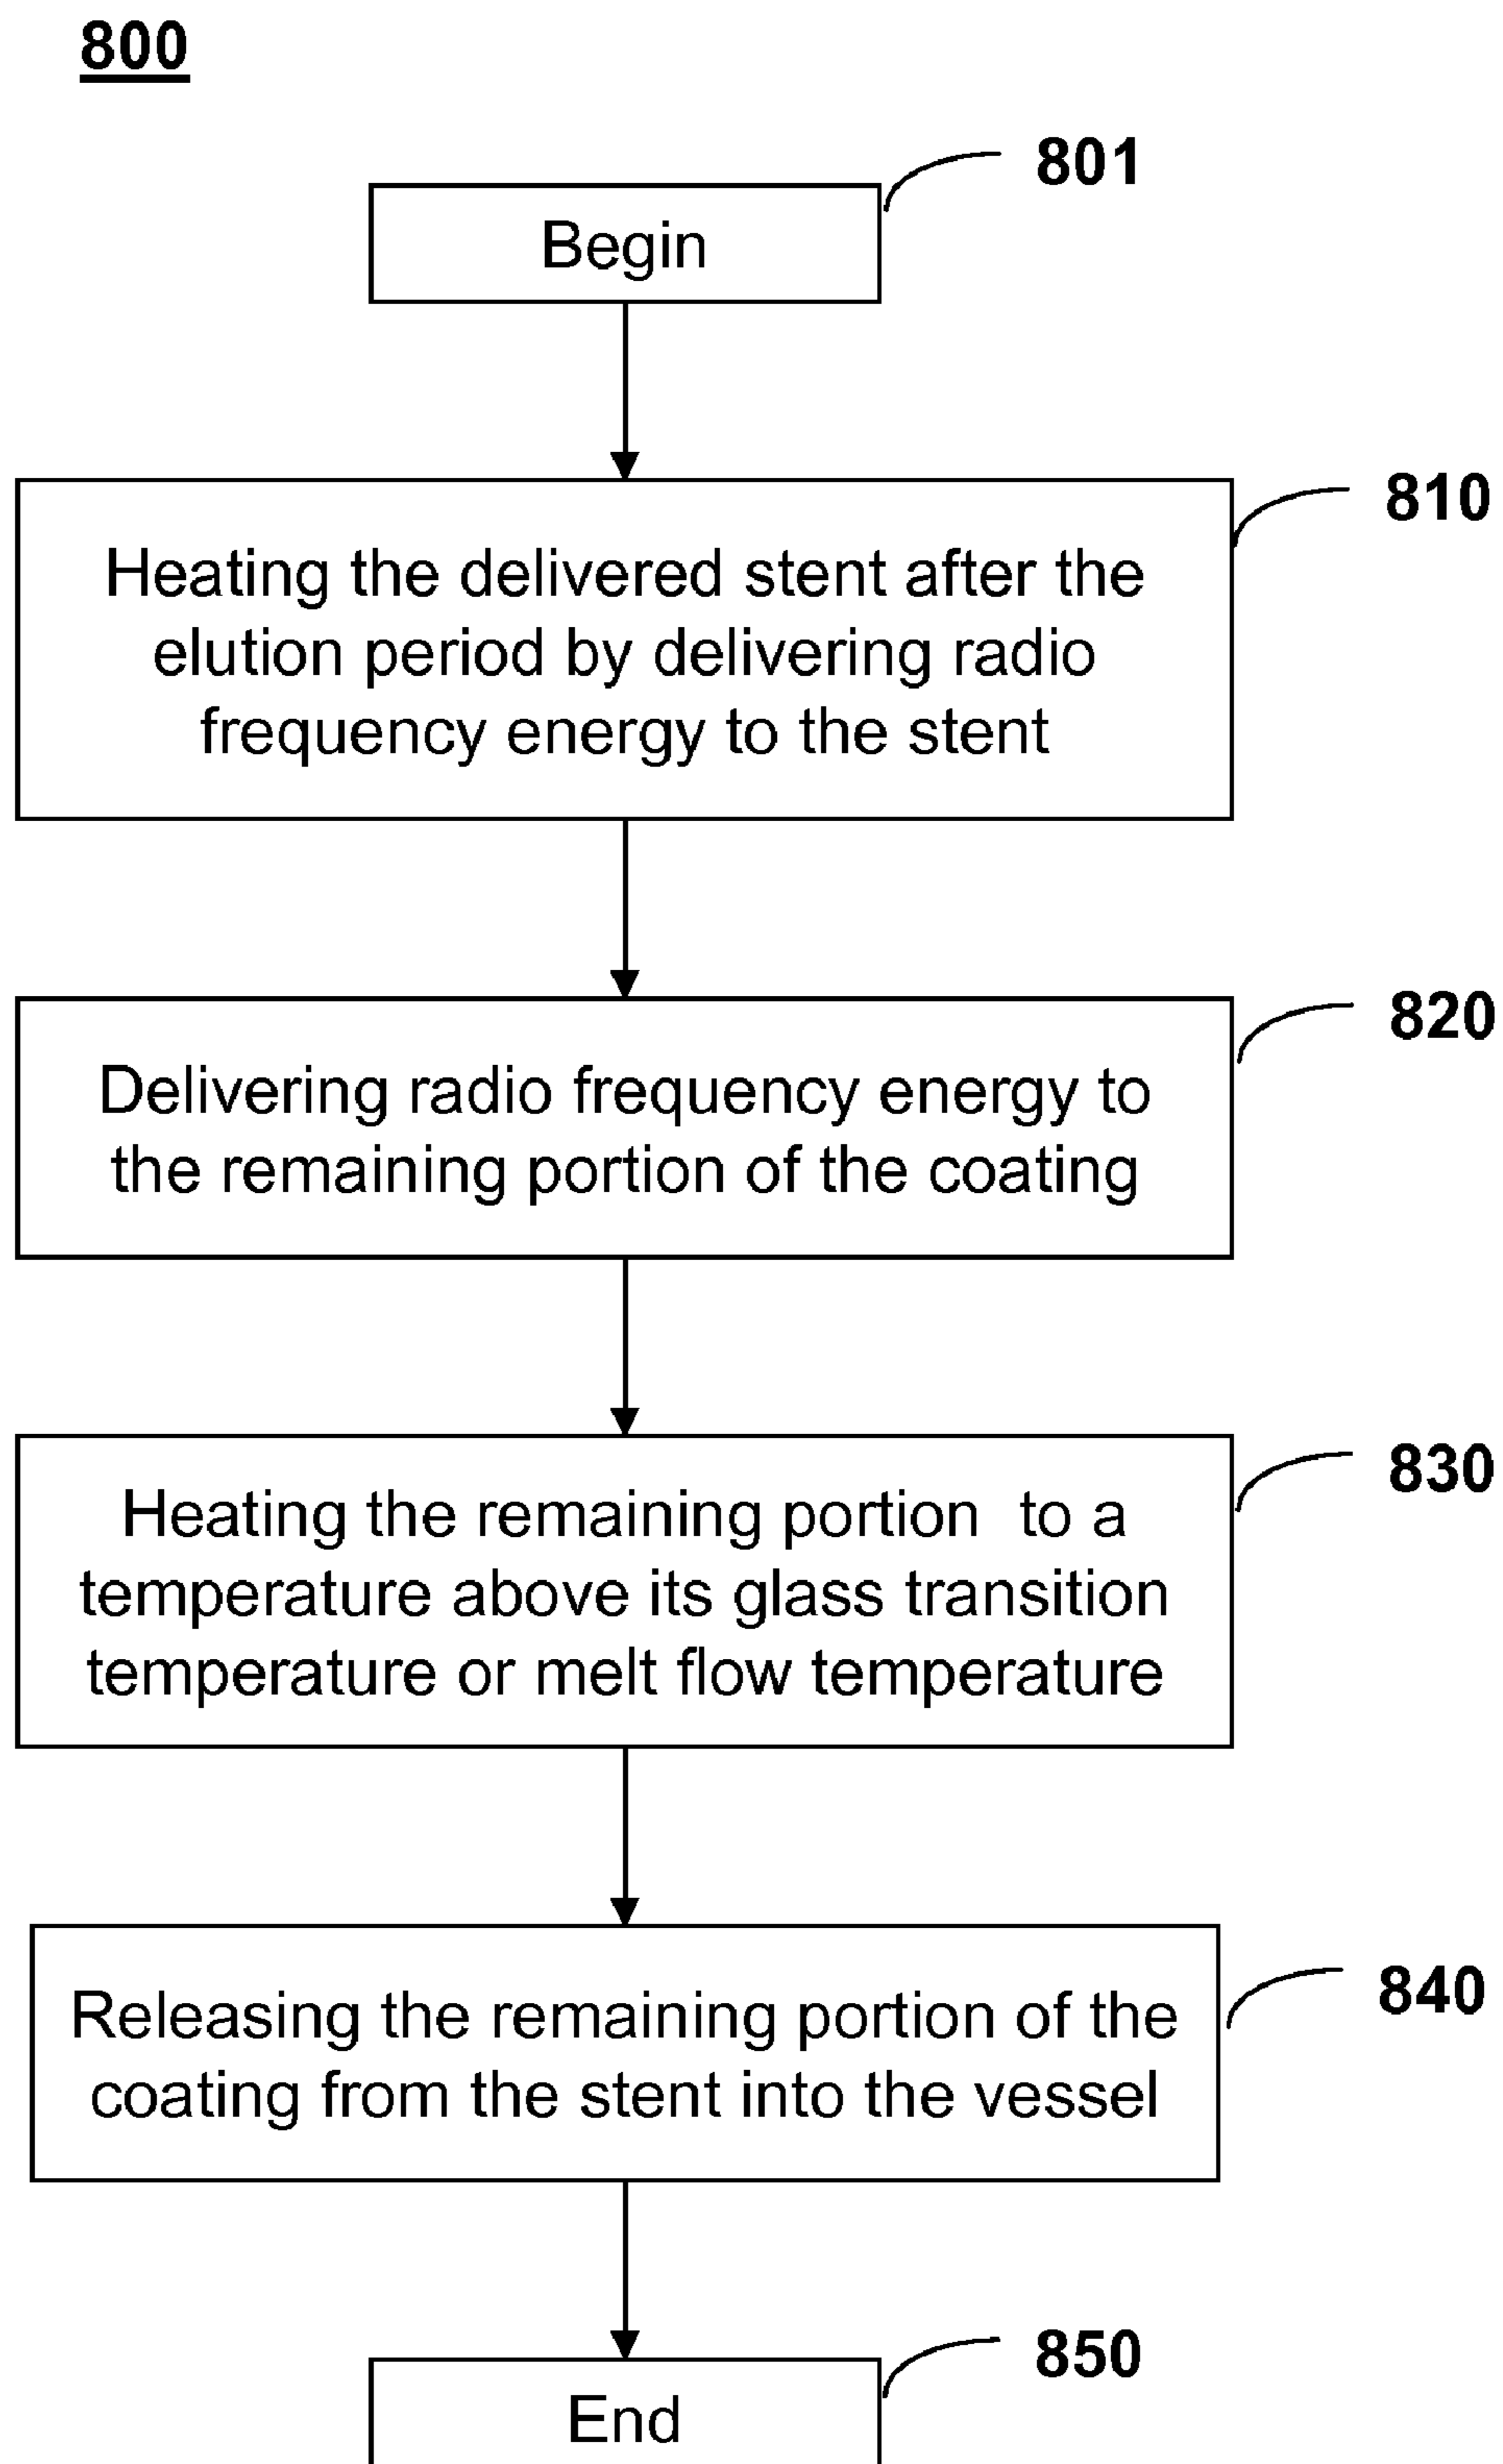 800
801
Begin
810
Heating the delivered stent after the
elution period by delivering radio
frequency energy to the stent
820
Delivering radio frequency energy to
the remaining portion of the coating
830
Heating the remaining portion  to a
temperature above its glass transition
temperature or melt flow temperature
840
Releasing the remaining portion of the
coating from the stent into the vessel
850
End